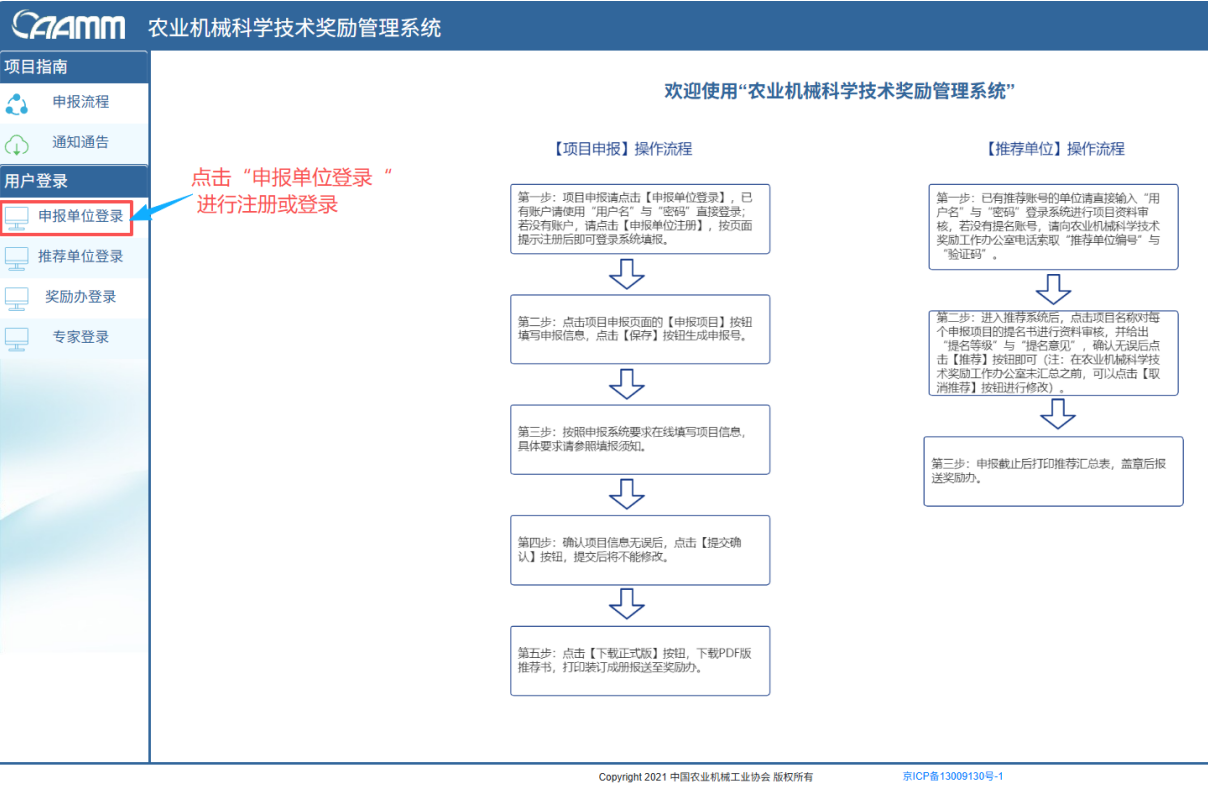 CAAMM 农业机械科学技术奖励管理系统
项目指南
申报流程
通知通告
用户登录
申报单位登录
推荐单位登录
奖励办登录
专家登录
点击“申报单位登录“
进行注册或登录
欢迎使用“农业机械科学技术奖励管理系统”
【项目申报】操作流程
第一步：项目申报请点击【申报单位登录】，已
有账户请使用“用户名”与“密码”直接登录；
若没有账户，请点击【申报单位注册】，按页面
提示注册后即可登录系统填报。
第二步：点击项目申报页面的【申报项目】按钮
填写申报信息，点击【保存】按钮生成申报号。
第三步：按照申报系统要求在线填写项目信息，
具体要求请参照填报须知。
第四步：确认项目信息无误后，点击【提交确
认】按钮，提交后将不能修改。
第五步：点击【下载正式版】按钮，下载PDF版
推荐书，打印装订成册报送至奖励办。
【推荐单位】操作流程
第一步：已有推荐账号的单位请直接输入“用
户名”与“密码”登录系统进行项目资料审
核，若没有提名账号，请向农业机械科学技术
奖励工作办公室电话索取“推荐单位编号”与
“验证码”。
第二步：进入推荐系统后，点击项目名称对每
个申报项目的提名书进行资料审核，并给出
“提名等级”与“提名意见”，确认无误后点
击【推荐】按钮即可（注：在农业机械科学技
术奖励工作办公室未汇总之前，可以点击【取
消推荐】按钮进行修改）。
第三步：申报截止后打印推荐汇总表，盖章后报
送奖励办。
Copyright 2021 中国农业机械工业协会 版权所有 京ICP备13009130号-1